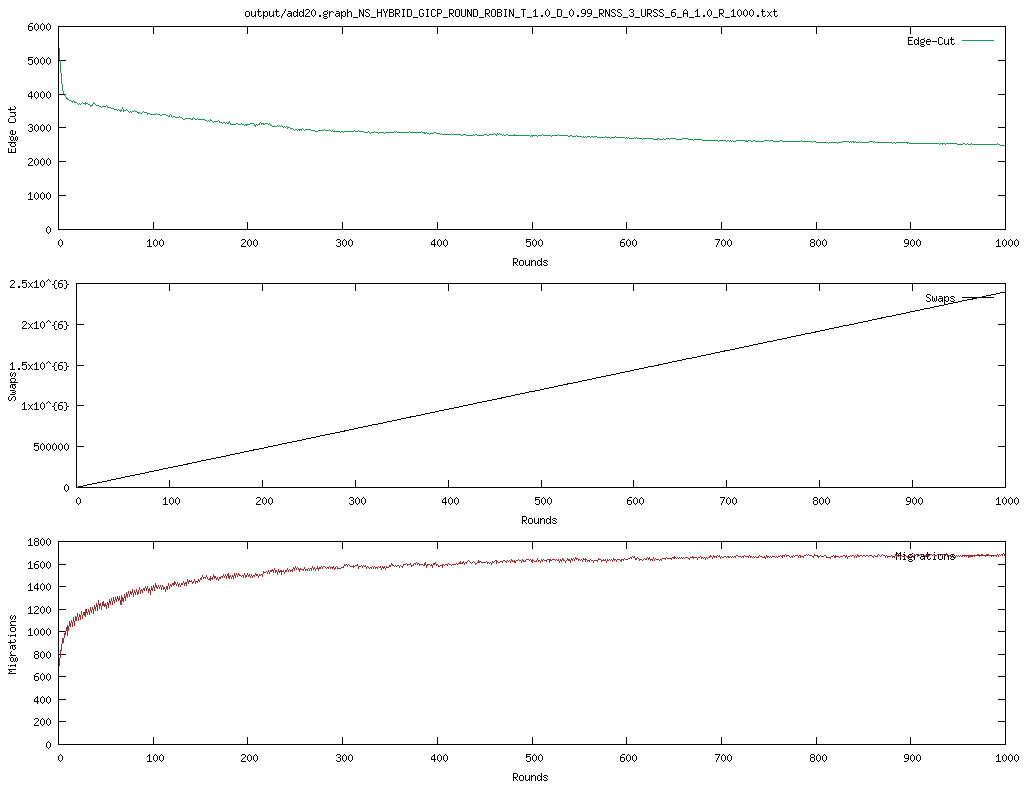 output/add20.graph_NS_HYBRID_GICP_ROUND_ROBIN_T_1.0_D_0.99_RNSS_3_URSS_6_A_1.0_R_1000.txt
Edge-Cut
Edge Cut
6000
5000
4000
3000
2000
1000
0
0 100 200 300 400 500 600 700 800 900 1000
Rounds
Swaps
Swaps
2.5x10^{6}
2x10^{6}
1.5x10^{6}
1x10^{6}
500000
0
0 100 200 300 400 500 600 700 800 900 1000
Rounds
Migrations
Migrations
1800
1600
1400
1200
1000
800
600
400
200
0
0 100 200 300 400 500 600 700 800 900 1000
Rounds